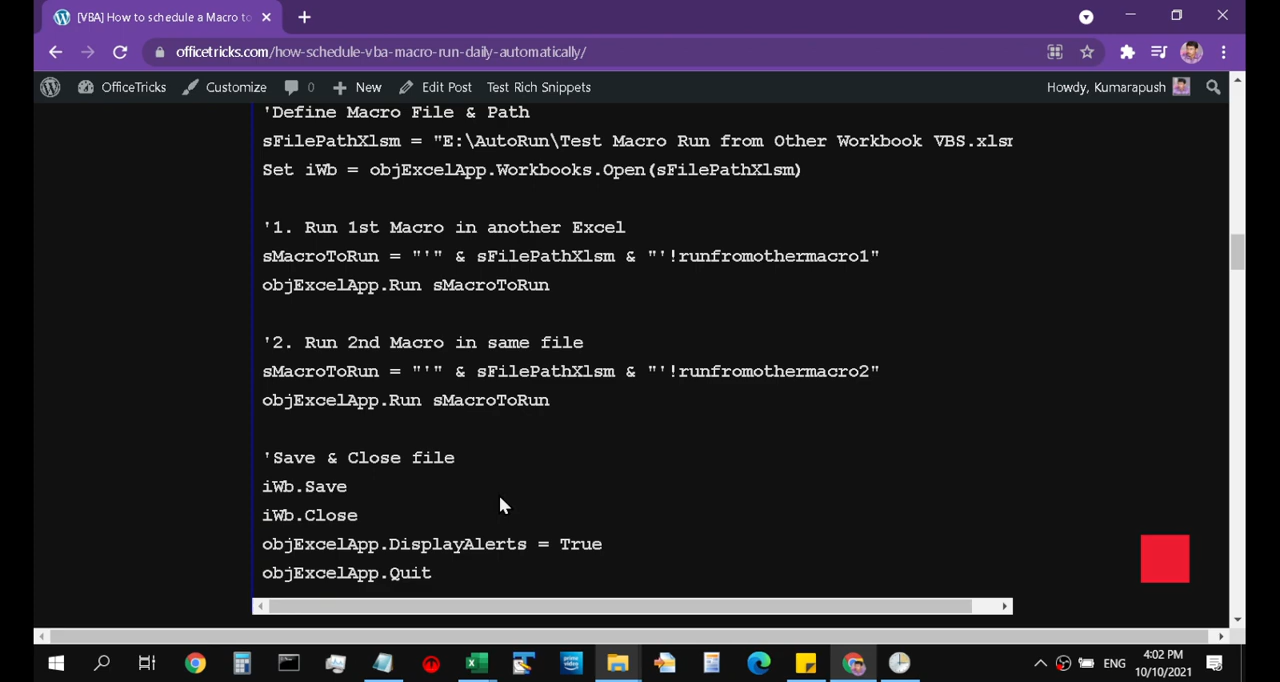 [VBA] How to schedule a Macro to
officetricks.com/how-schedule-vba-macro-run-daily-automatically/
OfficeTricks Customize 0 New Edit Post Test Rich Snippets Howdy, Kumarapush
'Define Macro File & Path
sFilePathXlsm = "E:\AutoRun\Test Macro Run from Other Workbook VBS.xlsm
Set iWb = objExcelApp.Workbooks.Open(sFilePathXlsm)
'1. Run 1st Macro in another Excel
sMacroToRun = "'" & sFilePathXlsm & "'!runfromothermacro1"
objExcelApp.Run sMacroToRun
'2. Run 2nd Macro in same file
sMacroToRun = "'" & sFilePathXlsm & "'!runfromothermacro2"
objExcelApp.Run sMacroToRun
'Save & Close file
iWb.Save
iWb.Close
objExcelApp.DisplayAlerts = True
objExcelApp.Quit
prime video
ENG
4:02 PM
10/10/2021